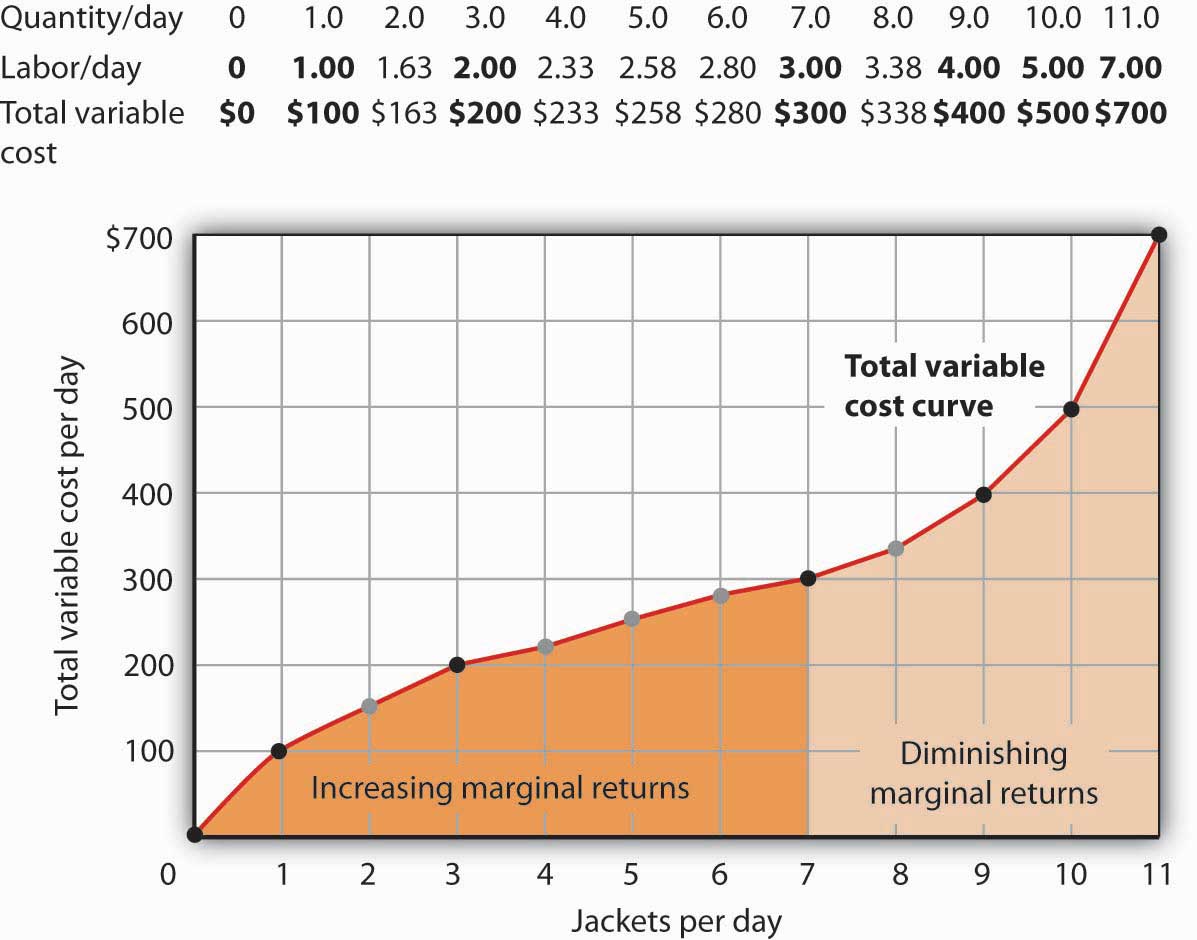 Quantity/day 0 1.0 2.0 3.0 4.0 5.0 6.0 7.0 8.0 9.0 10.0 11.0
Labor/day 0 1.00 1.63 2.00 2.33 2.58 2.80 3.00 3.38 4.00 5.00 7.00
Total variable $0 $100 $163 $200 $233 $258 $280 $300 $338 $400 $500 $700
cost
$700
600
Total variable
cost curve
500
400
300
200
100
Total variable cost per day
Increasing marginal returns
Diminishing
marginal returns
0 1 2 3 4 5 6 7 8 9 10 11
Jackets per day